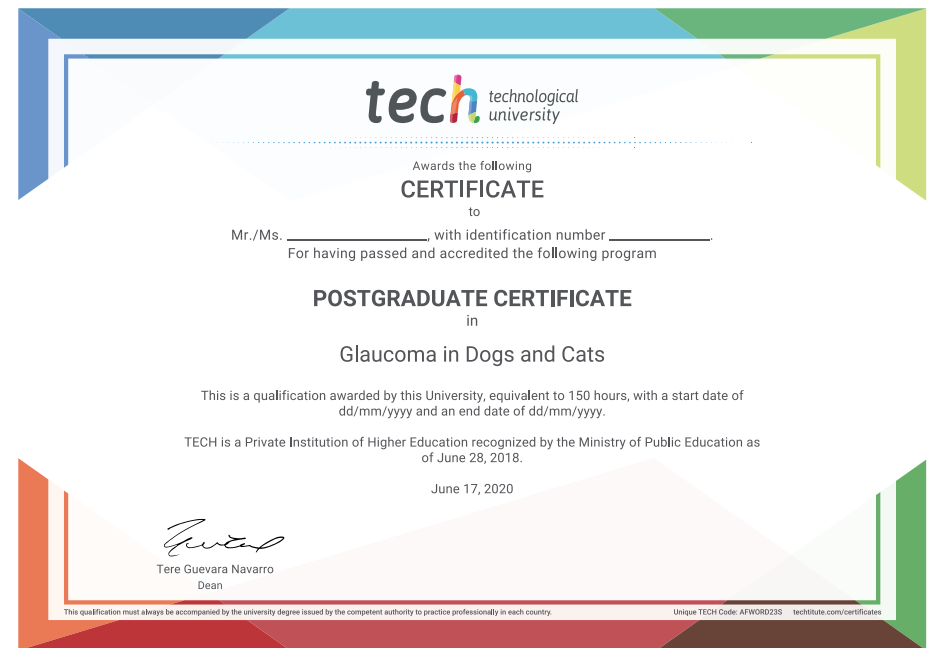 tech technological
university
Awards the following
CERTIFICATE
to
Mr./Ms. ____________________, with identification number ______________.
For having passed and accredited the following program
POSTGRADUATE CERTIFICATE
in
Glaucoma in Dogs and Cats
This is a qualification awarded by this University, equivalent to 150 hours, with a start date of
dd/mm/yyyy and an end date of dd/mm/yyyy.
TECH is a Private Institution of Higher Education recognized by the Ministry of Public Education as
of June 28, 2018.
June 17, 2020
Tere Guevara Navarro
Dean
This qualification must always be accompanied by the university degree issued by the competent authority to practice professionally in each country. Unique TECH Code: AFWORD23S techtitute.com/certificates